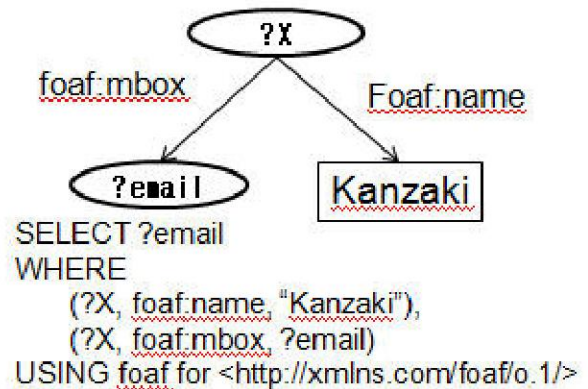 ?X
foaf:mbox Foaf:name
?email Kanzaki
SELECT ?email
WHERE
(?X, foaf:name, “Kanzaki”),
(?X, foaf:mbox, ?email)
USING foaf for <http://xmlns.com/foaf/o.1/>